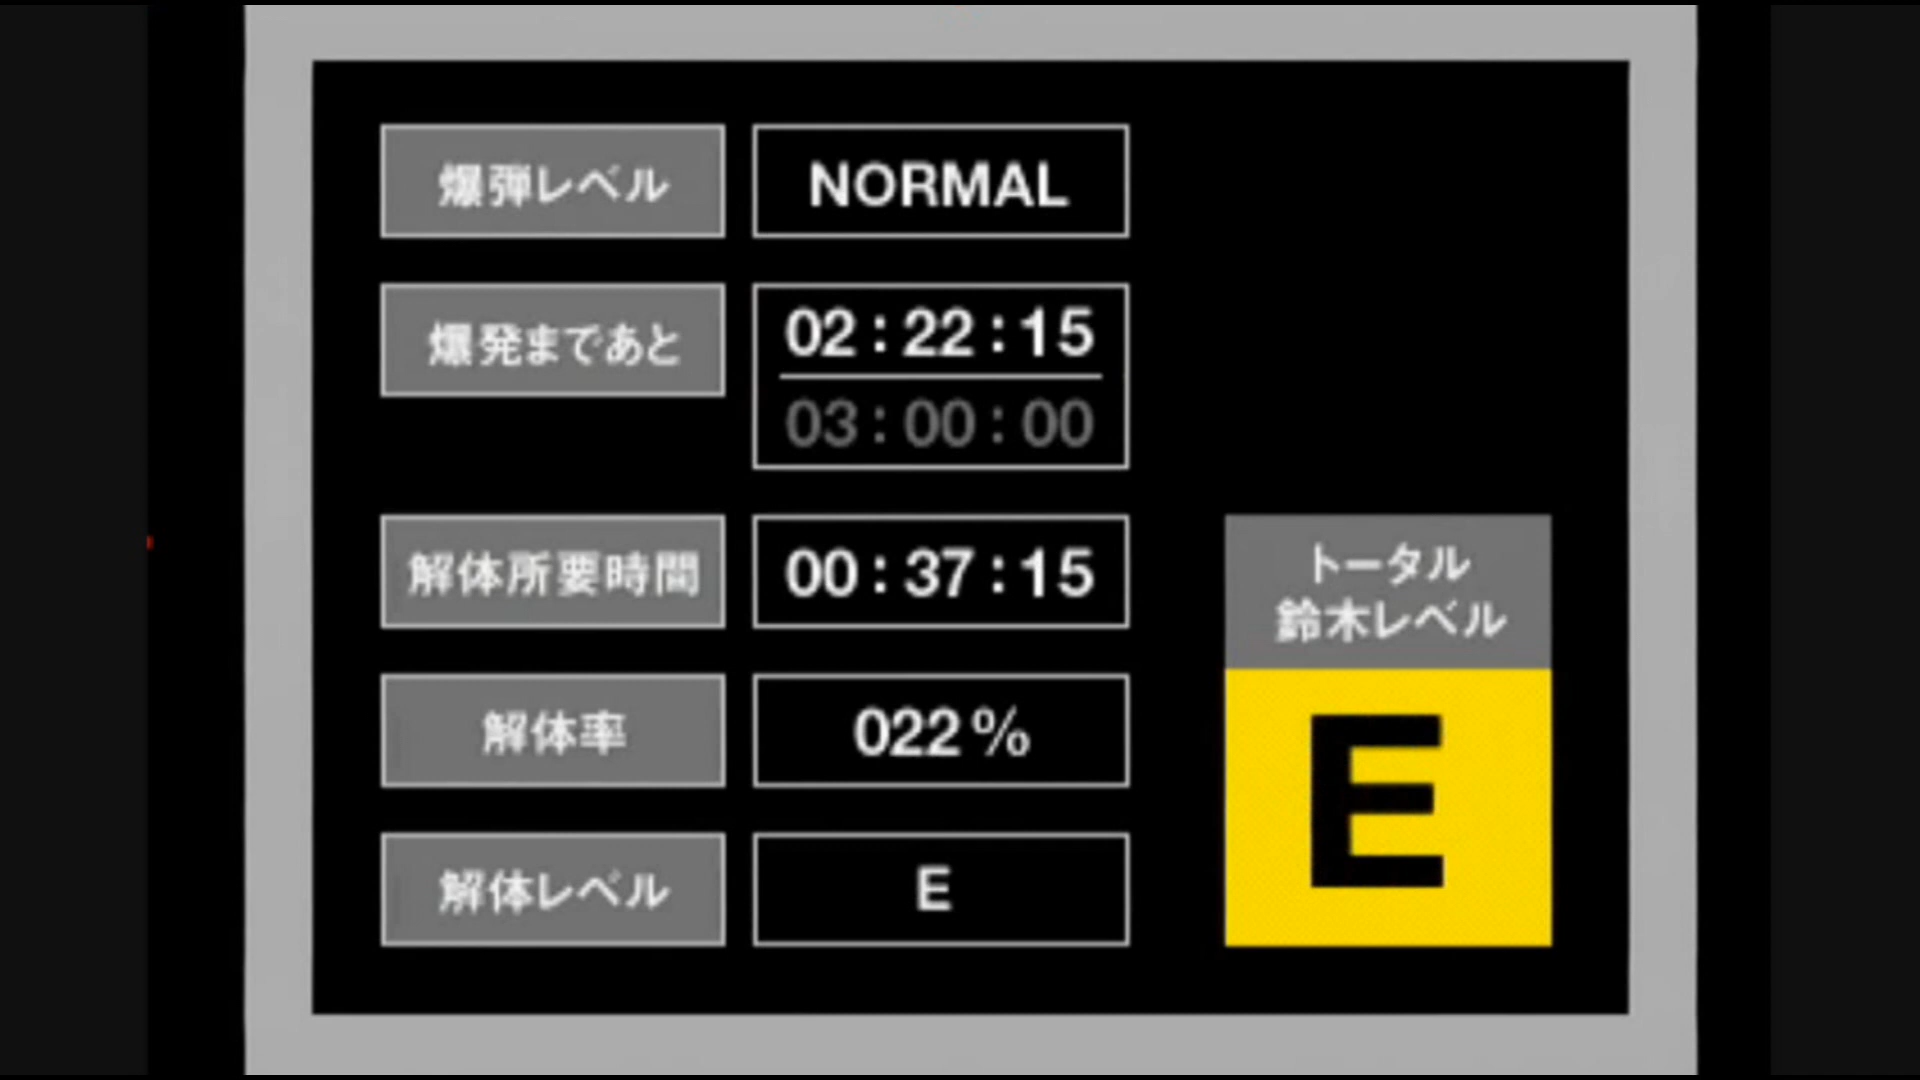 爆弾レベル
NORMAL
爆発まであと
02:22:15
03:00:00
解体所要時間
00:37:15
解体率
022%
解体レベル
E
トータル
鈴木レベル
E